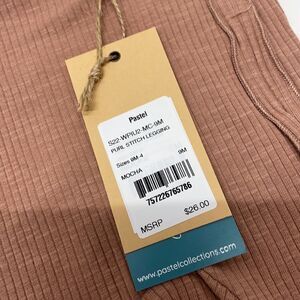 Pastel
S22-WPIU2-MC-9M
PURL STITCH LEGGING
Sizes 9M-4 9M
MOCHA
757226765786
MSRP $26.00
www.pastelcollections.com